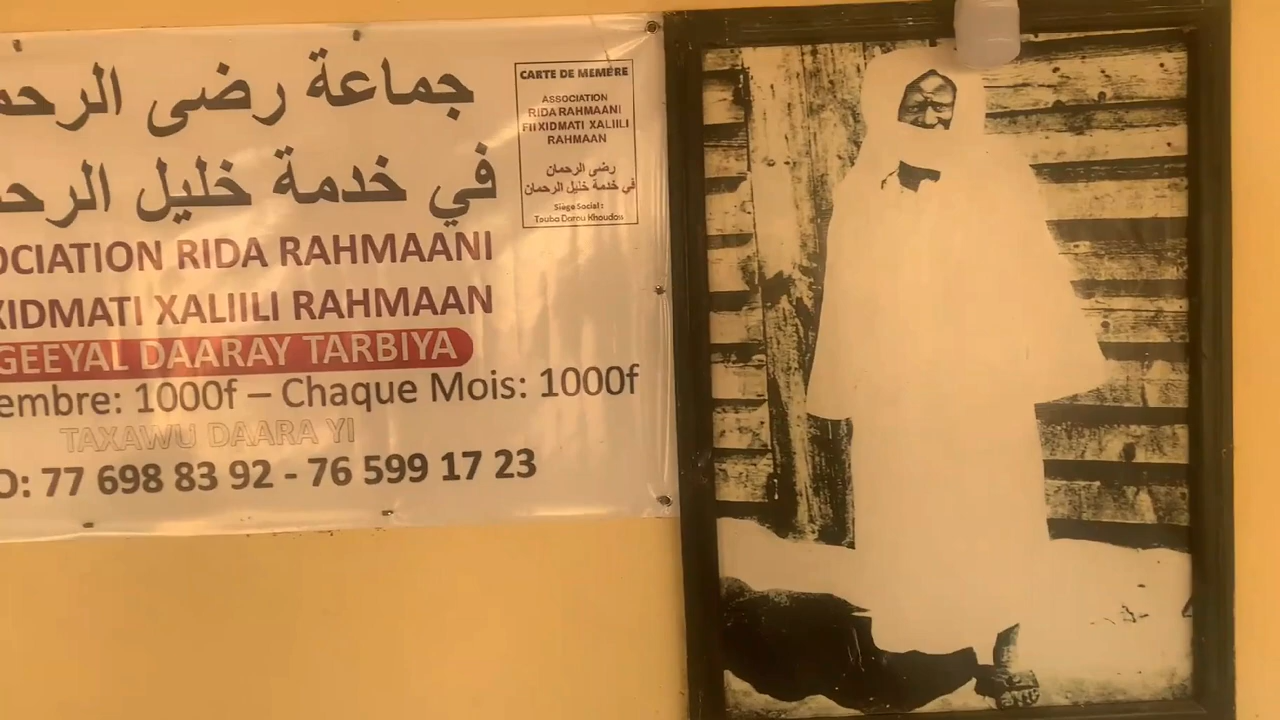 جماعة رضى الرحم
في خدمة خليل الرحم
OCIATION RIDA RAHMAANI
XIDMATI XALIILI RAHMAAN
GEEYAL DAARAY TARBIYA
embre: 1000f – Chaque Mois: 1000f
TAXAWU DAARA YI
O: 77 698 83 92 - 76 599 17 23
CARTE DE MEMBRE
ASSOCIATION
RIDA RAHMAANI
FII XIDMATI XALIILI
RAHMAAN
رضى الرحمان
في خدمة خليل الرحمان
Siège Social :
Touba Darou Khoudoss